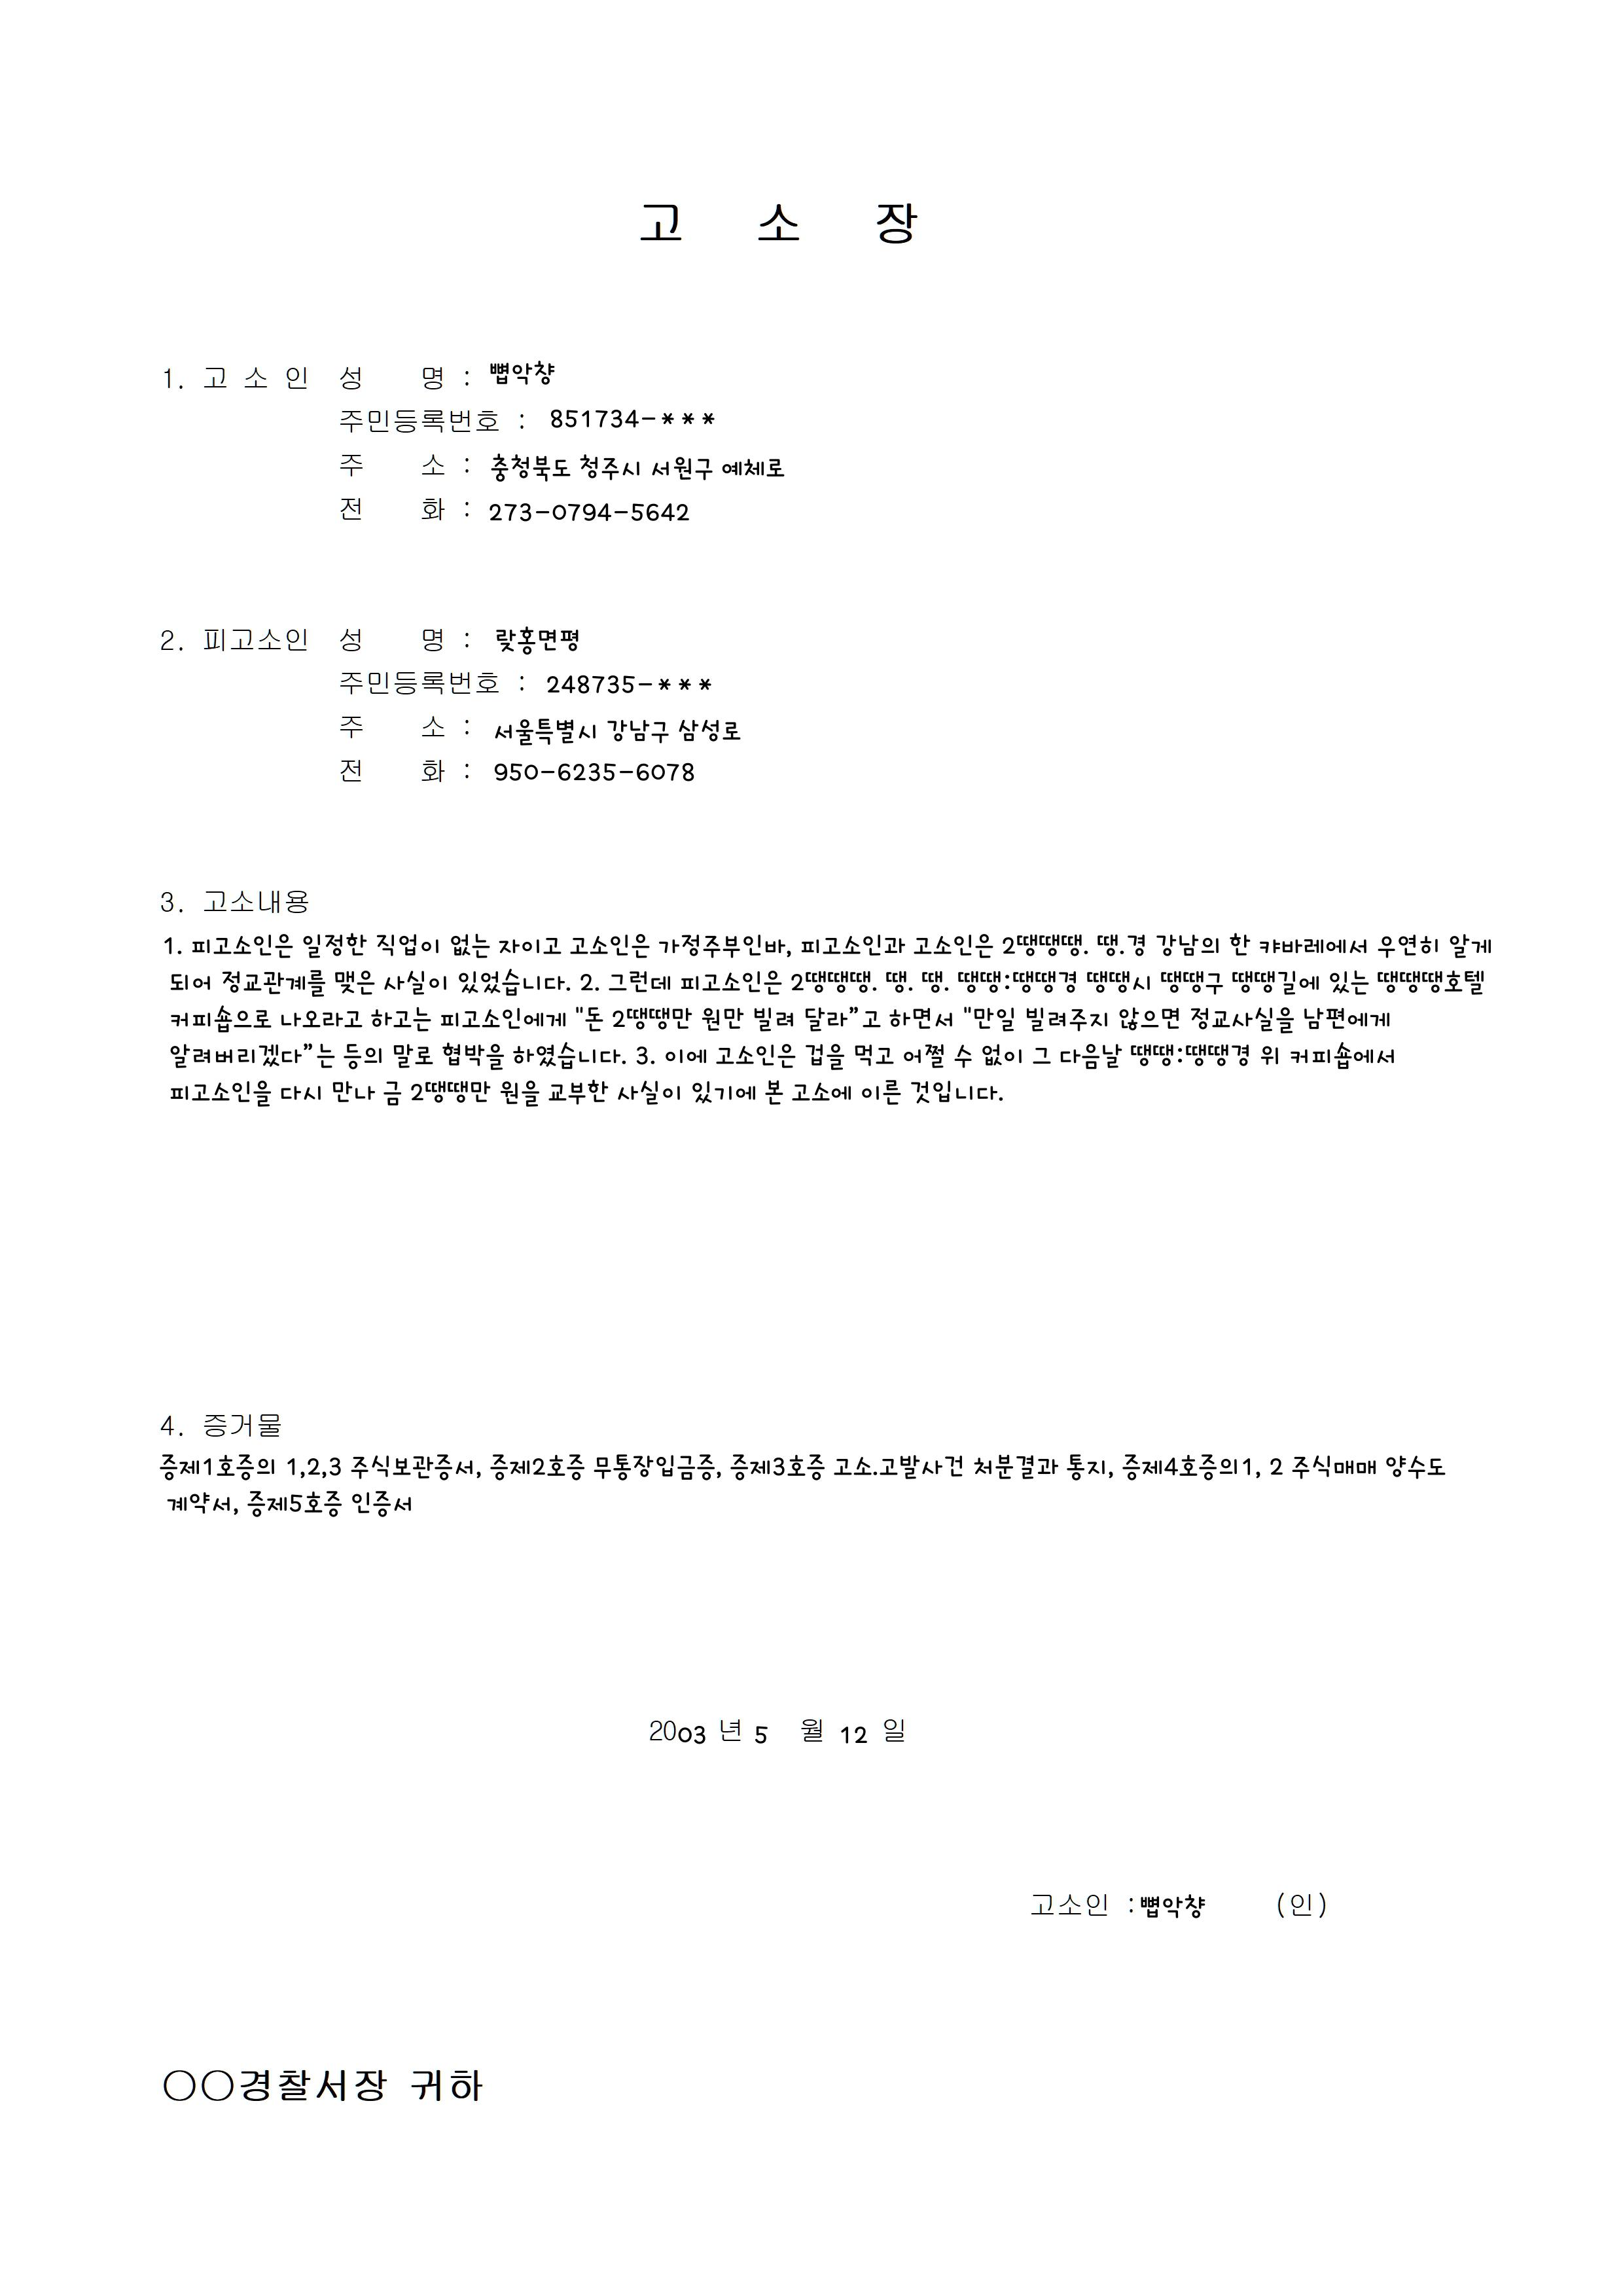 고 소 장
1. 고 소 인 성 명 : 뼙악챵
주민등록번호 : 851734-***
주 소 : 충청북도 청주시 서원구 예체로
전 화 : 273-0794-5642
2. 피고소인 성 명 : 랒홍면평
주민등록번호 : 248735-***
주 소 : 서울특별시 강남구 삼성로
전 화 : 950-6235-6078
3. 고소내용
1. 피고소인은 일정한 직업이 없는 자이고 고소인은 가정주부인바, 피고소인과 고소인은 2땡땡땡. 땡.경 강남의 한 캬바레에서 우연히 알게
되어 정교관계를 맺은 사실이 있었습니다. 2. 그런데 피고소인은 2땡땡땡. 땡. 땡. 땡땡:땡땡경 땡땡시 땡땡구 땡땡길에 있는 땡땡땡호텔
커피숍으로 나오라고 하고는 피고소인에게 "돈 2땡땡만 원만 빌려 달라”고 하면서 "만일 빌려주지 않으면 정교사실을 남편에게
알려버리겠다”는 등의 말로 협박을 하였습니다. 3. 이에 고소인은 겁을 먹고 어쩔 수 없이 그 다음날 땡땡:땡땡경 위 커피숍에서
피고소인을 다시 만나 금 2땡땡만 원을 교부한 사실이 있기에 본 고소에 이른 것입니다.
4. 증거물
증제1호증의 1,2,3 주식보관증서, 증제2호증 무통장입금증, 증제3호증 고소.고발사건 처분결과 통지, 증제4호증의1, 2 주식매매 양수도
계약서, 증제5호증 인증서
2003 년 5 월 12 일
고소인 :뼙악챵 (인)
○○경찰서장 귀하